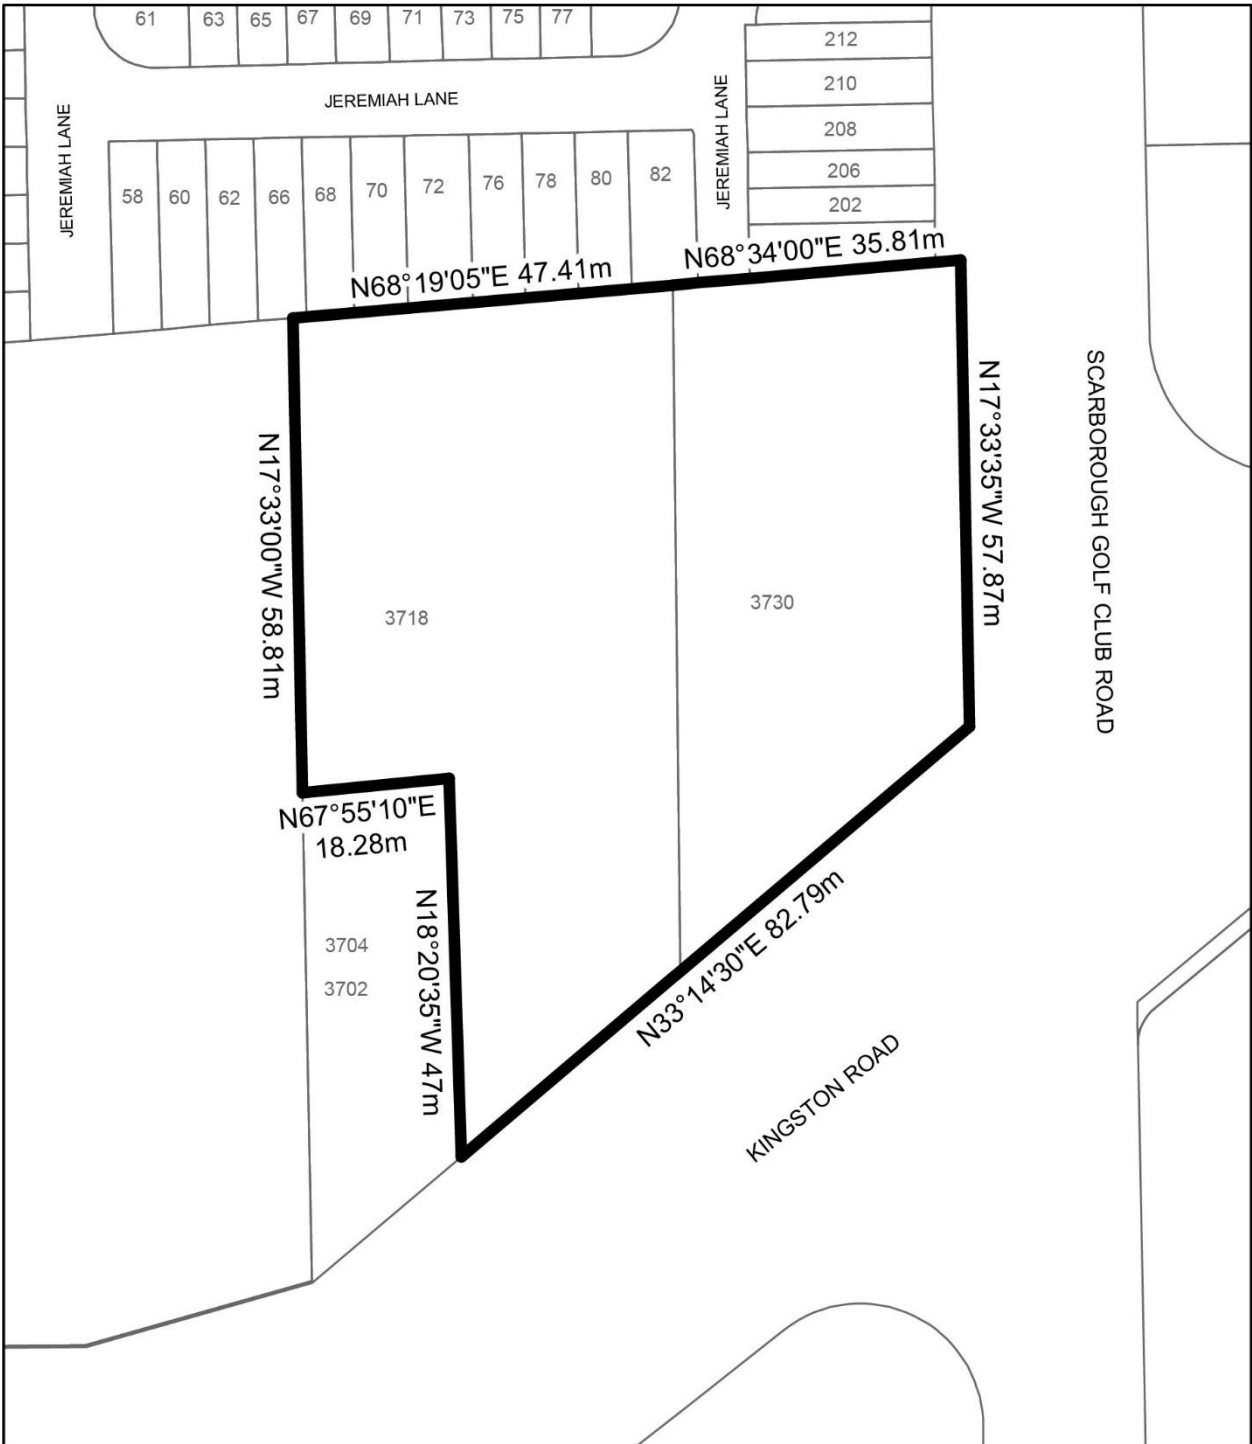 61
63
65
67
69
71
73
75
77
212
210
208
206
202
JEREMIAH LANE
JEREMIAH LANE
JEREMIAH LANE
58
60
62
66
68
70
72
76
78
80
82
N68°19'05"E 47.41m
N68°34'00"E 35.81m
N17°33'00"W 58.81m
N17°33'35"W 57.87m
SCARBOROUGH GOLF CLUB ROAD
3718
3730
N67°55'10"E
18.28m
N18°20'35"W 47m
3704
3702
N33°14'30"E 82.79m
KINGSTON ROAD